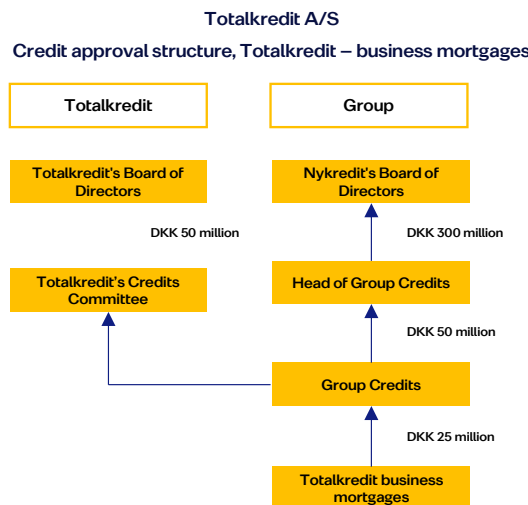 Totalkredit A/S
Credit approval structure, Totalkredit – business mortgages
Totalkredit
Group
Totalkredit's Board of
Directors
Nykredit's Board of
Directors
DKK 50 million
DKK 300 million
Totalkredit's Credits
Committee
Head of Group Credits
DKK 50 million
Group Credits
DKK 25 million
Totalkredit business
mortgages